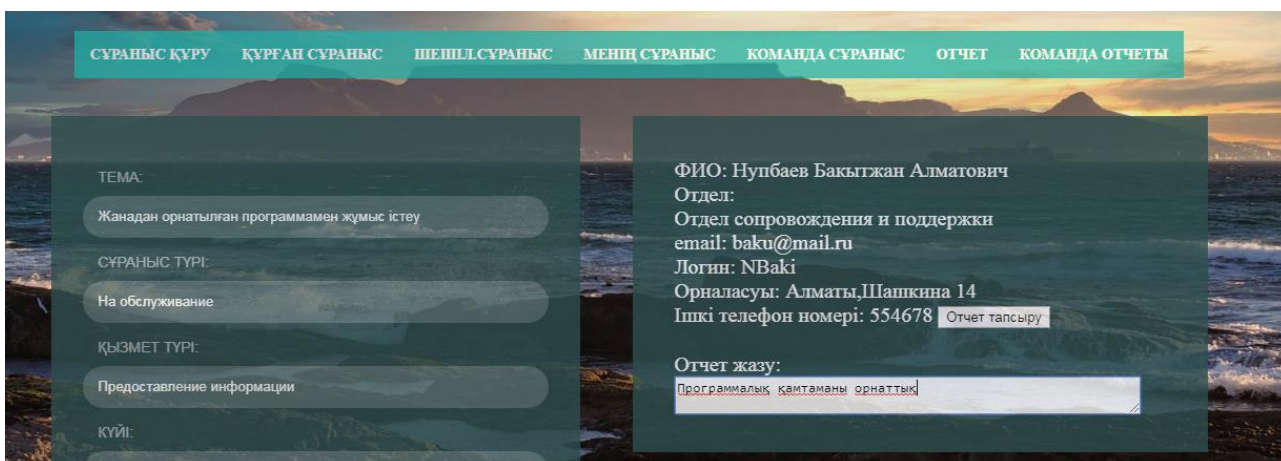 СҰРАНЫС ҚҰРУ ҚҰРҒАН СҰРАНЫС ШЕШІЛ.СҰРАНЫС МЕНІҢ СҰРАНЫС КОМАНДА СҰРАНЫС ОТЧЕТ КОМАНДА ОТЧЕТЫ
ТЕМА:
Жанадан орнатылған программамен жұмыс істеу
СҰРАНЫС ТҮРІ:
На обслуживание
ҚЫЗМЕТ ТҮРІ:
Предоставление информации
КҮЙІ:
ФИО: Нупбаев Бакытжан Алматович
Отдел:
Отдел сопровождения и поддержки
email: baku@mail.ru
Логин: NBaki
Орналасуы: Алматы,Шашкина 14
Ішкі телефон номері: 554678 Отчет тапсыру
Отчет жазу:
Программалық қамтаманы орнаттық